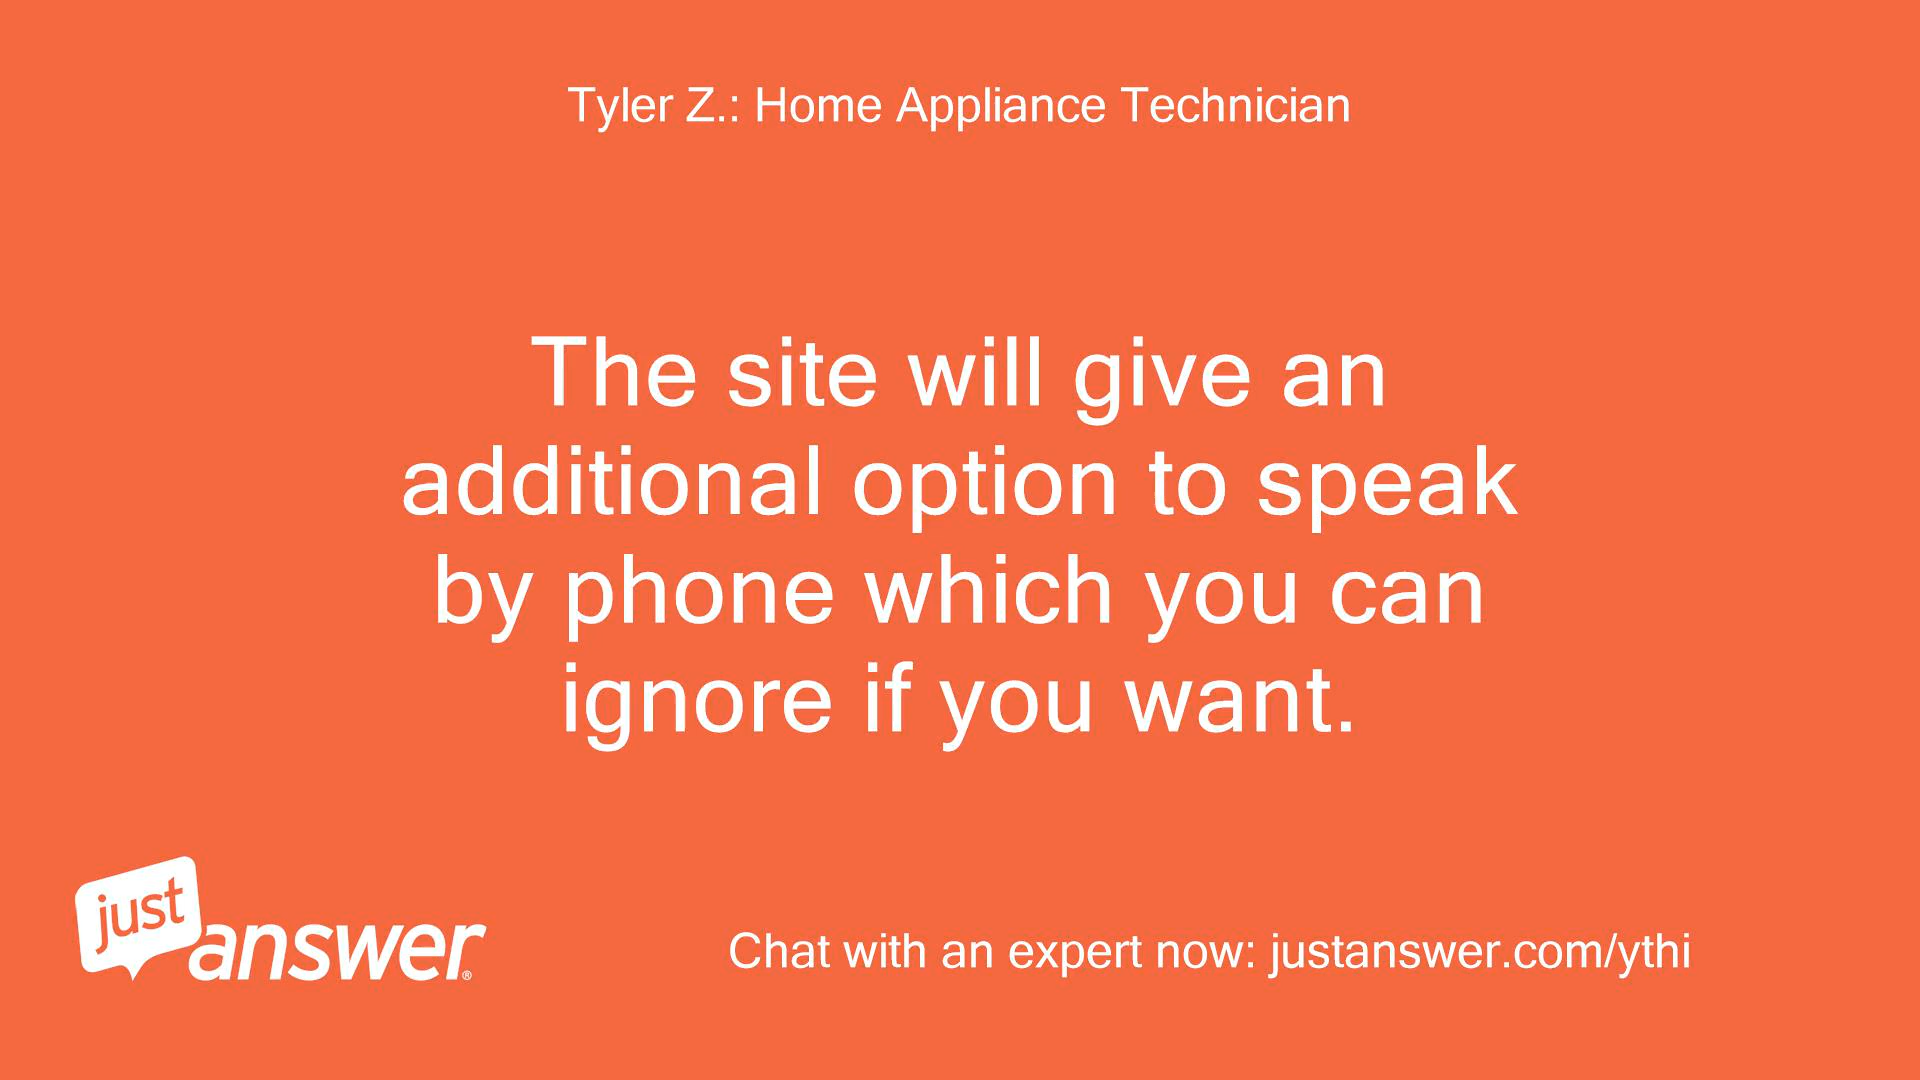 Tyler Z.: Home Appliance Technician
The site will give an
additional option to speak
by phone which you can
ignore if you want.
just
answer®
Chat with an expert now: justanswer.com/ythi